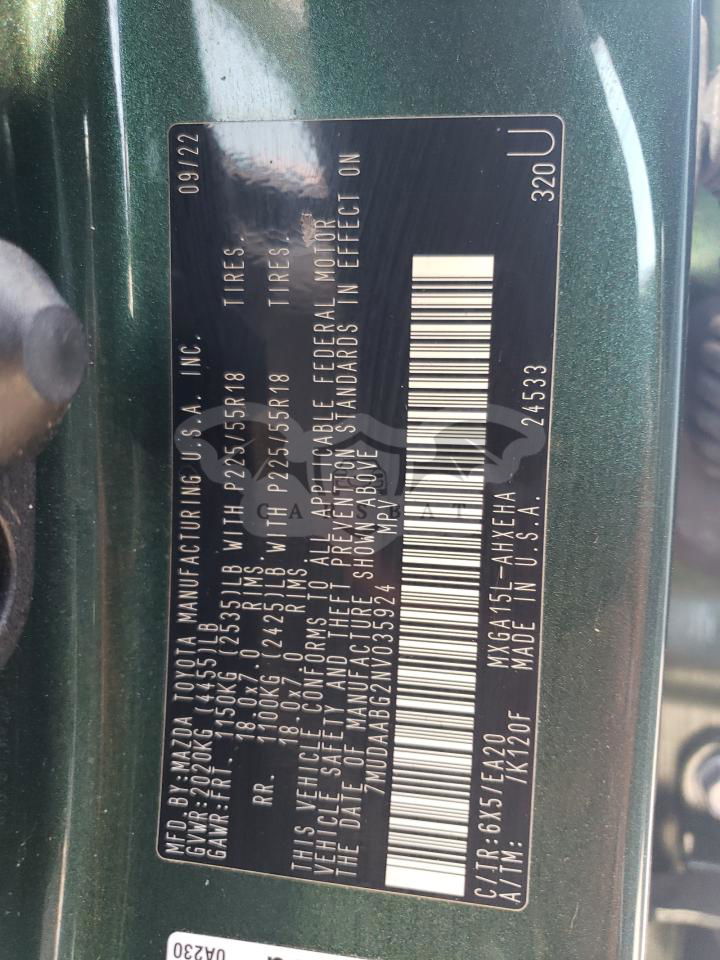 MFD.BY:MAZDA TOYOTA MANUFACTURING U.S.A. INC. 09/22
GVWR:2020KG(4455)LB
GAWR:FRT. 1150KG(2535)LB WITH P225/55R18 TIRES.
18.0x7.0 RIMS.
RR. 1100KG(2425)LB WITH P225/55R18 TIRES.
18.0x7.0 RIMS.
THIS VEHICLE CONFORMS TO ALL APPLICABLE FEDERAL MOTOR
VEHICLE SAFETY AND THEFT PREVENTION STANDARDS IN EFFECT ON
THE DATE OF MANUFACTURE SHOWN ABOVE.
7MUDAABG2NV035924 MPV
C/TR:6X5/EA20 MXGA15L-AHXEHA 24533 320U
A/TM: /K120F MADE IN U.S.A.
CARSBAT
0A230